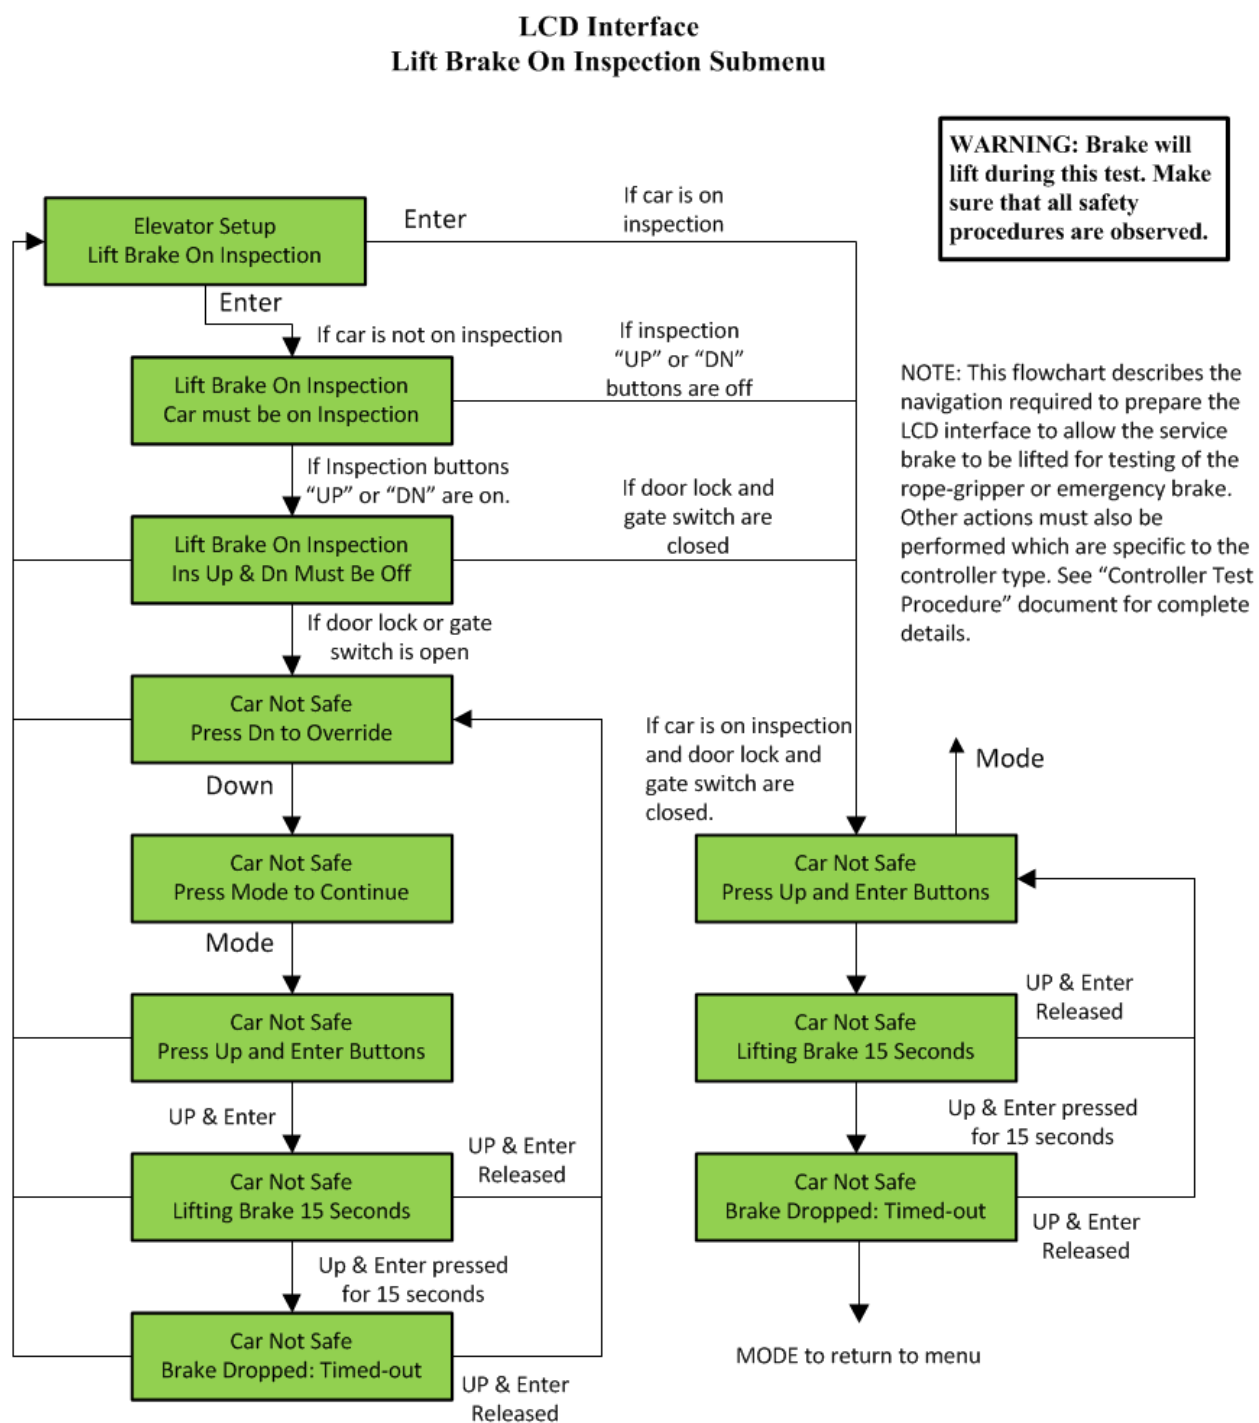 LCD Interface
Lift Brake On Inspection Submenu
WARNING: Brake will
lift during this test. Make
sure that all safety
procedures are observed.
Elevator Setup
Lift Brake On Inspection
Enter
If car is on
inspection
Enter
If car is not on inspection
If inspection
“UP” or “DN”
buttons are off
Lift Brake On Inspection
Car must be on Inspection
NOTE: This flowchart describes the
navigation required to prepare the
LCD interface to allow the service
brake to be lifted for testing of the
rope-gripper or emergency brake.
Other actions must also be
performed which are specific to the
controller type. See “Controller Test
Procedure” document for complete
details.
If Inspection buttons
“UP” or “DN” are on.
If door lock and
gate switch are
closed
Lift Brake On Inspection
Ins Up & Dn Must Be Off
If door lock or gate
switch is open
Car Not Safe
Press Dn to Override
If car is on inspection
and door lock and
gate switch are
closed.
Mode
Down
Car Not Safe
Press Mode to Continue
Car Not Safe
Press Up and Enter Buttons
Mode
Car Not Safe
Press Up and Enter Buttons
Car Not Safe
Lifting Brake 15 Seconds
UP & Enter
Released
UP & Enter
UP & Enter
Released
Up & Enter pressed
for 15 seconds
Car Not Safe
Lifting Brake 15 Seconds
Car Not Safe
Brake Dropped: Timed-out
UP & Enter
Released
Up & Enter pressed
for 15 seconds
Car Not Safe
Brake Dropped: Timed-out
UP & Enter
Released
MODE to return to menu